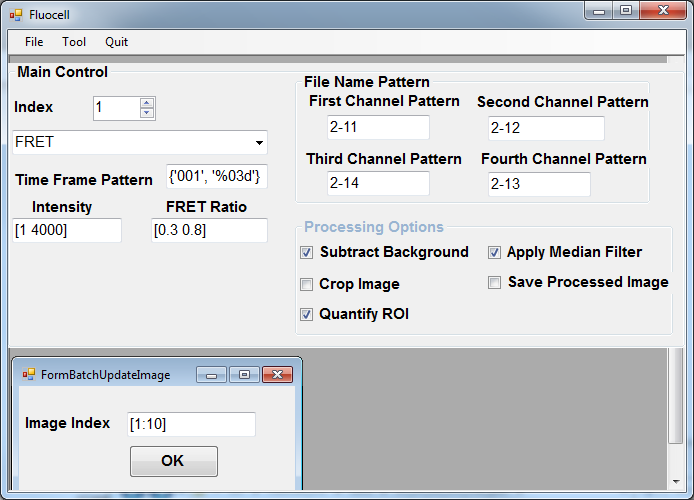 Fluocell
File Tool Quit
Main Control
Index 1
FRET
Time Frame Pattern {'001', '%03d'}
Intensity FRET Ratio
[1 4000] [0.3 0.8]
File Name Pattern
First Channel Pattern Second Channel Pattern
2-11 2-12
Third Channel Pattern Fourth Channel Pattern
2-14 2-13
Processing Options
Subtract Background Apply Median Filter
Crop Image Save Processed Image
Quantify ROI
FormBatchUpdateImage
Image Index [1:10]
OK